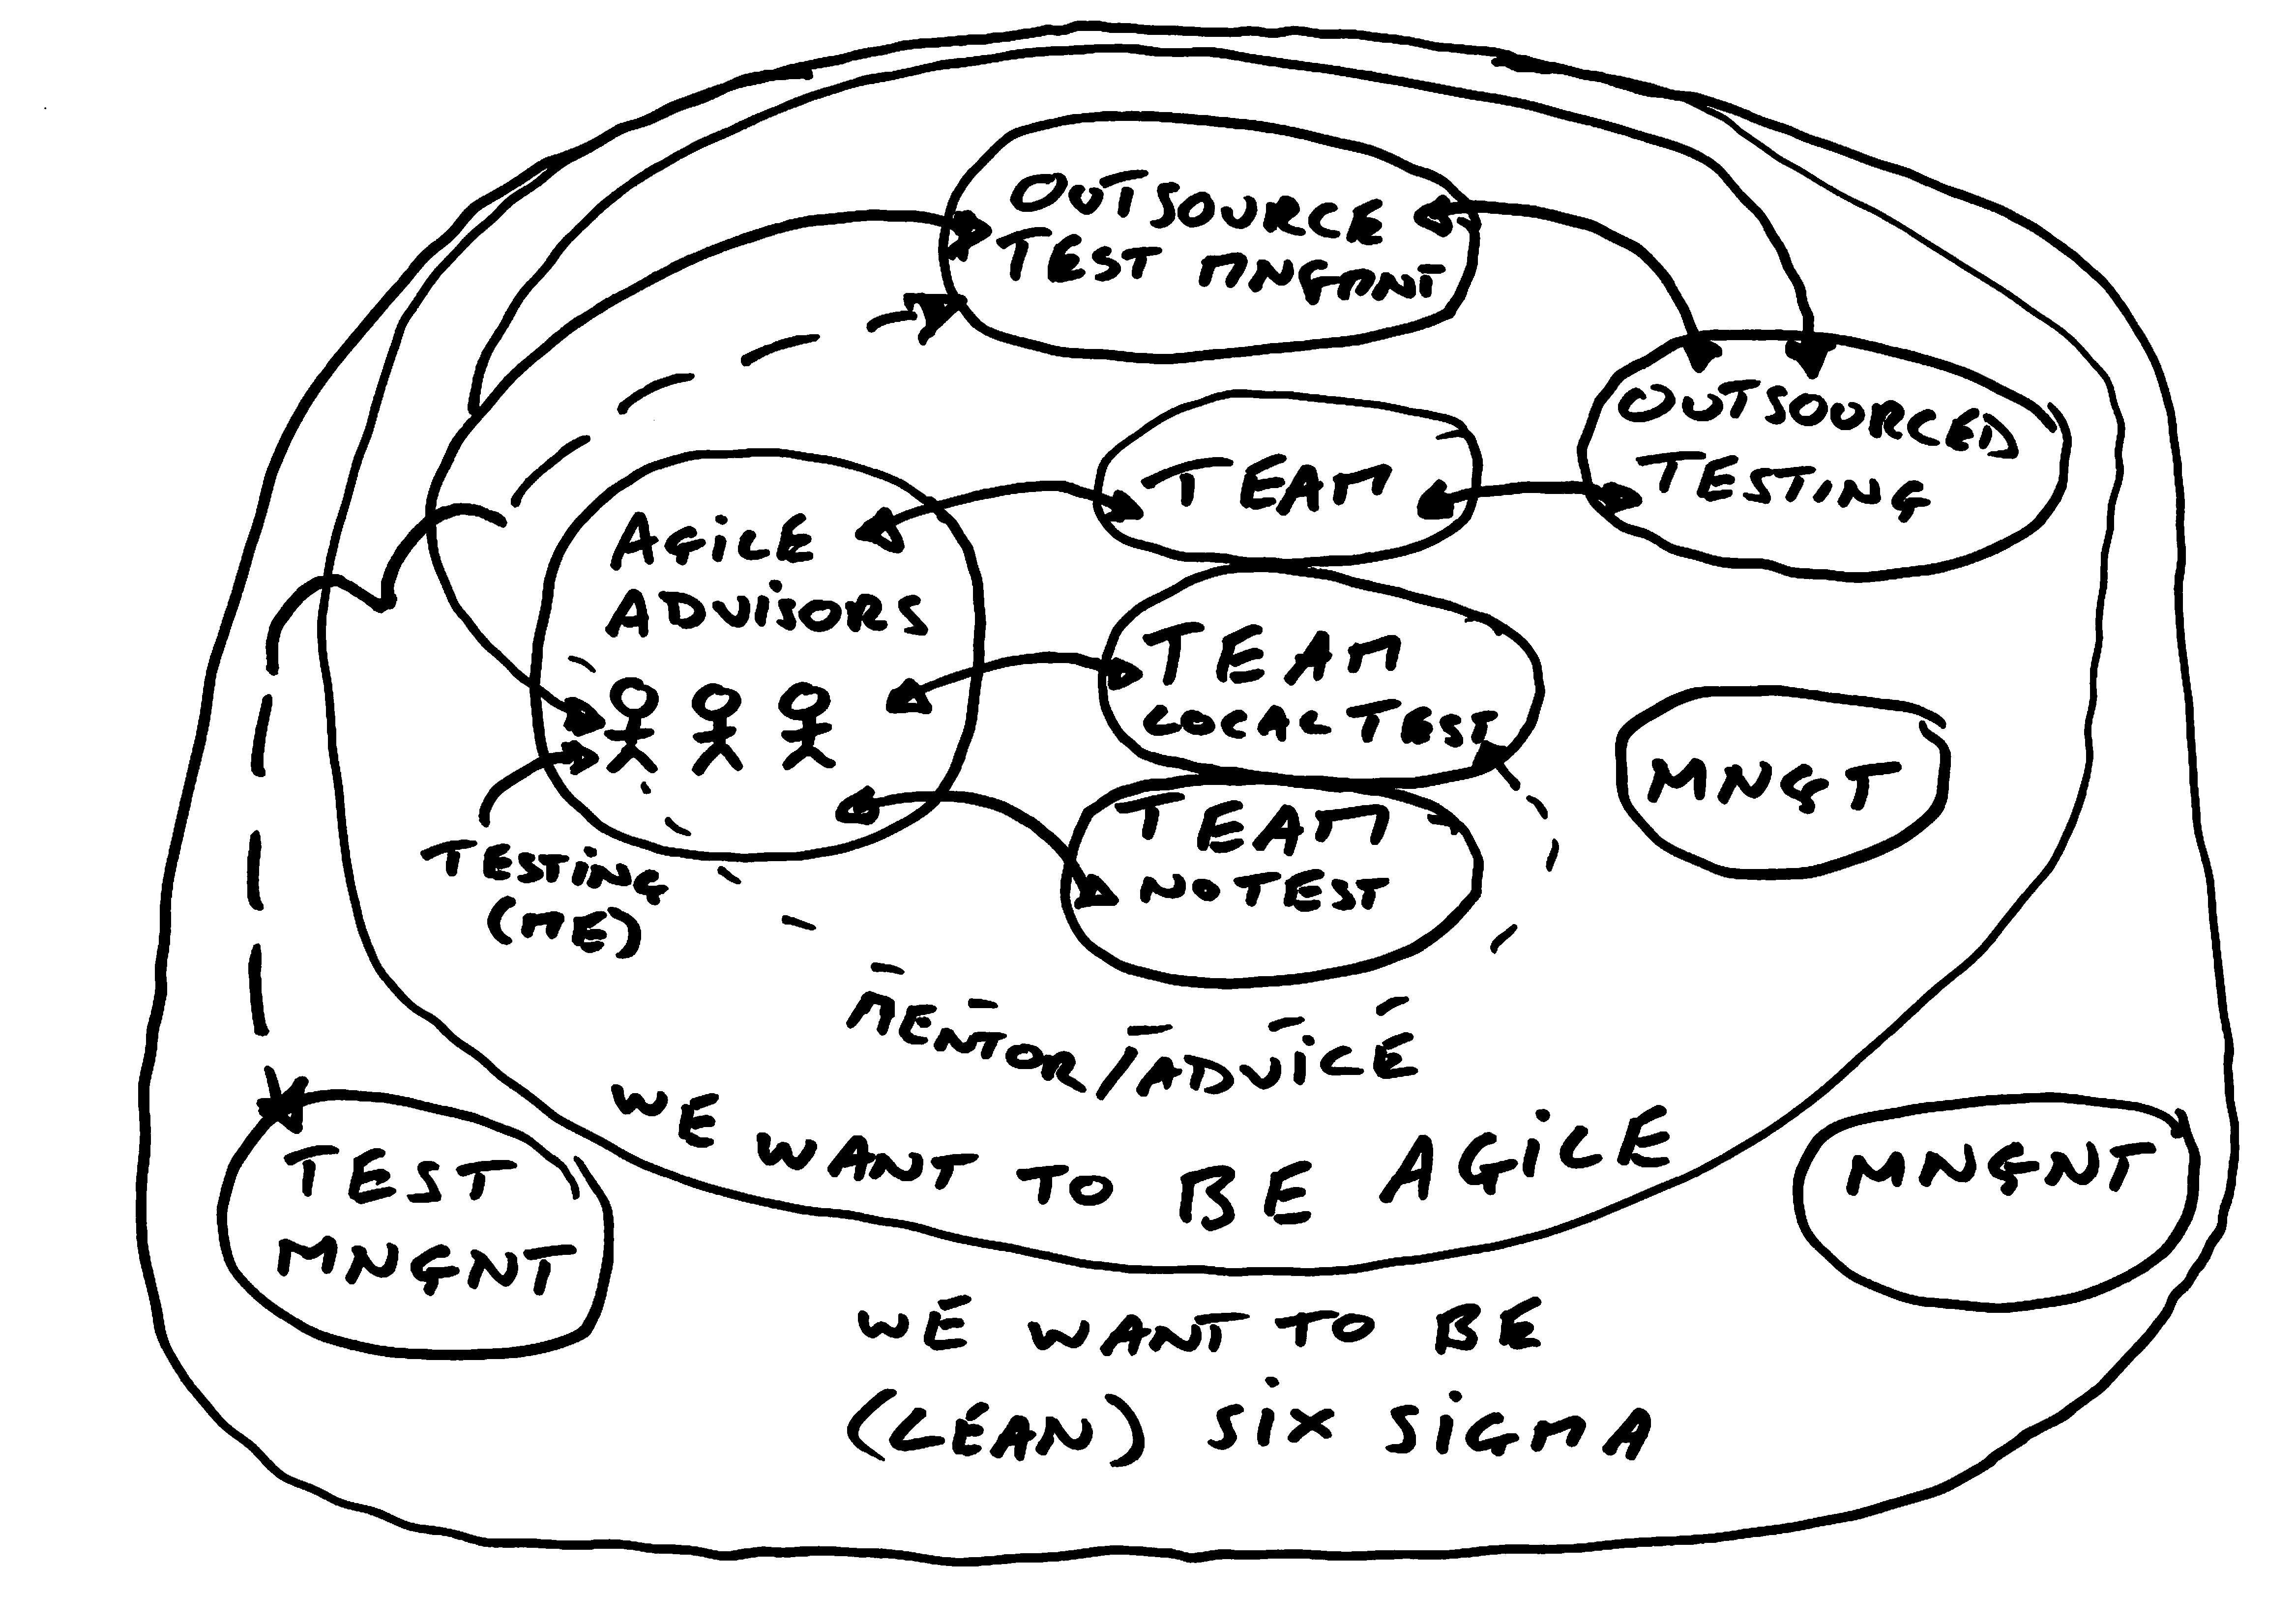 OUTSOURCE
TEST MNGMNT
OUTSOURCED
TESTING
TEAM
AGILE
ADVISORS
TEAM
LOCAL TEST
MNGT
TEAM
NO TEST
TESTING
(ME)
MENTOR/ADVICE
WE WANT TO BE AGILE
TEST
MNGNT
MNGNT
WE WANT TO BE
(LEAN) SIX SIGMA